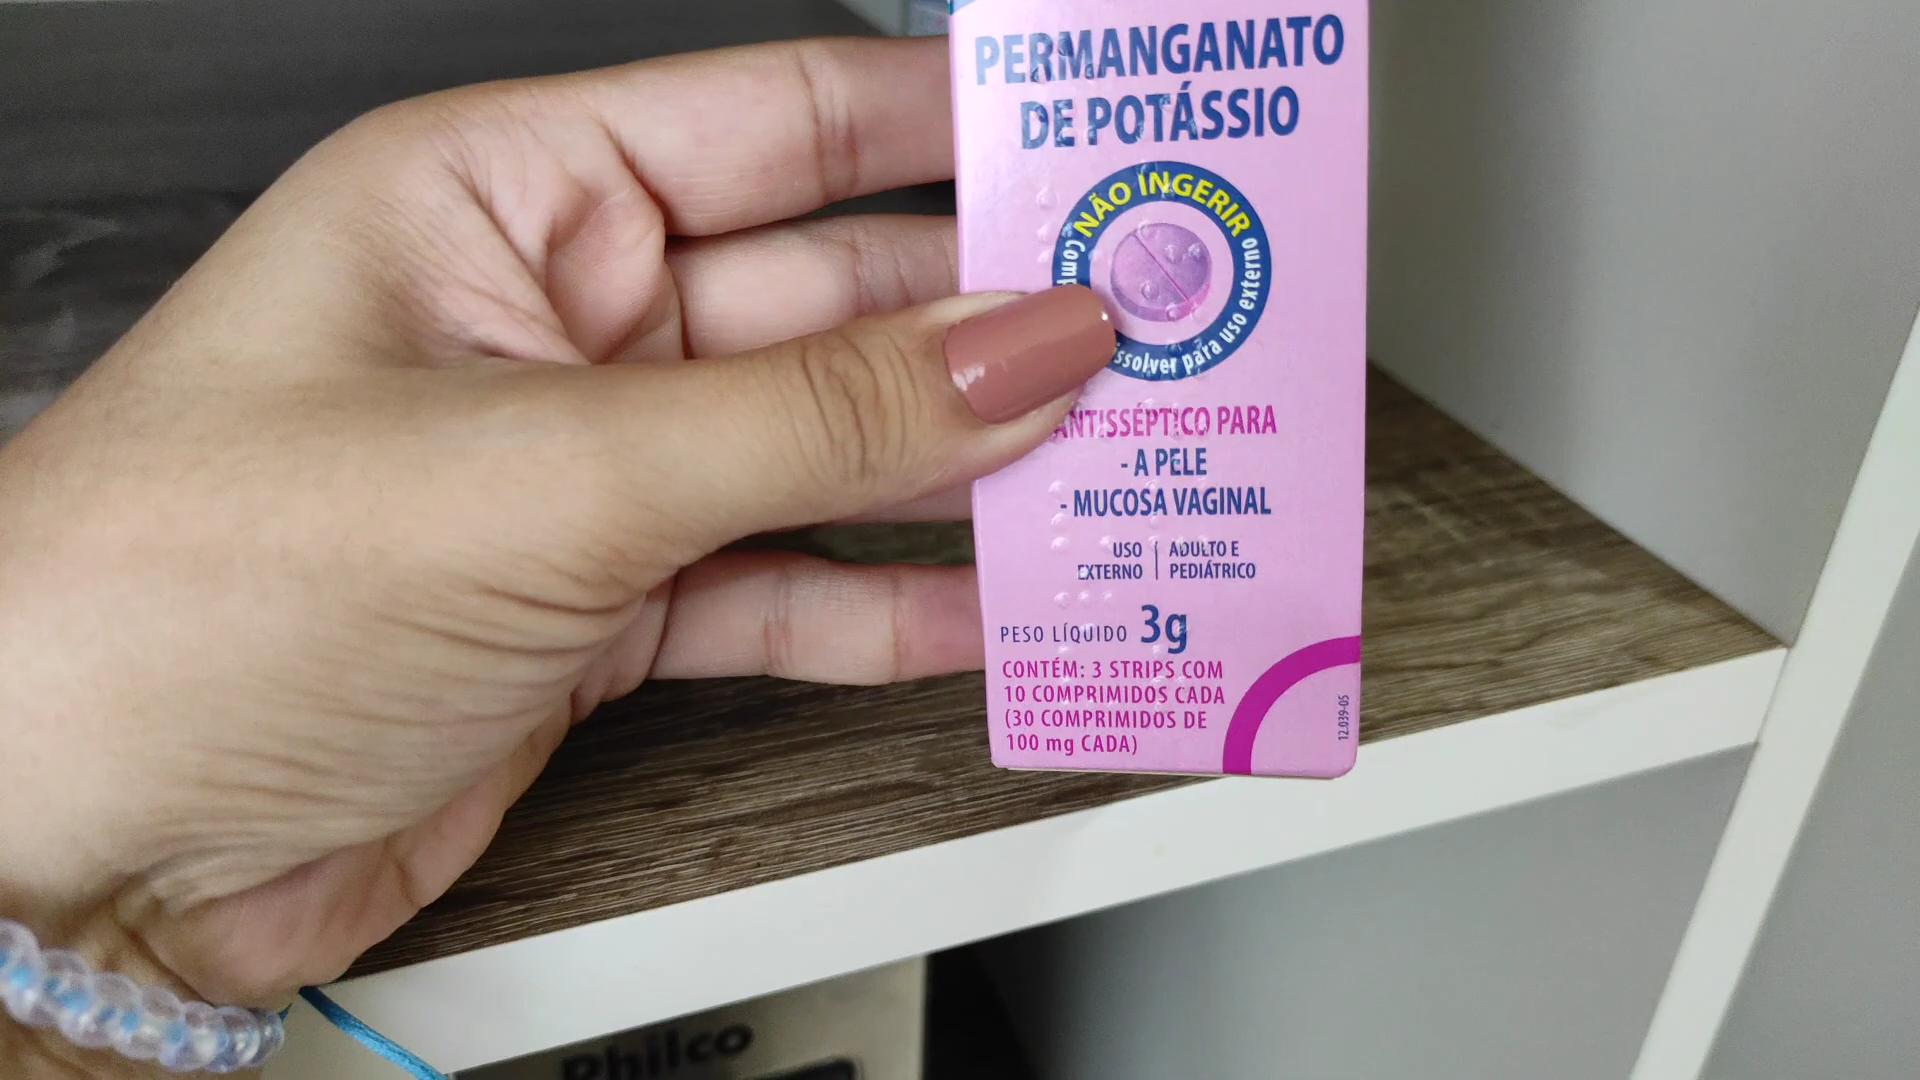 PERMANGANATO
DE POTÁSSIO
NÃO INGERIR
para uso externo
ANTISSÉPTICO PARA
- A PELE
- MUCOSA VAGINAL
USO EXTERNO
ADULTO E PEDIÁTRICO
PESO LÍQUIDO 3g
CONTÉM: 3 STRIPS COM
10 COMPRIMIDOS CADA
(30 COMPRIMIDOS DE
100 mg CADA)
12.039-05
Philco